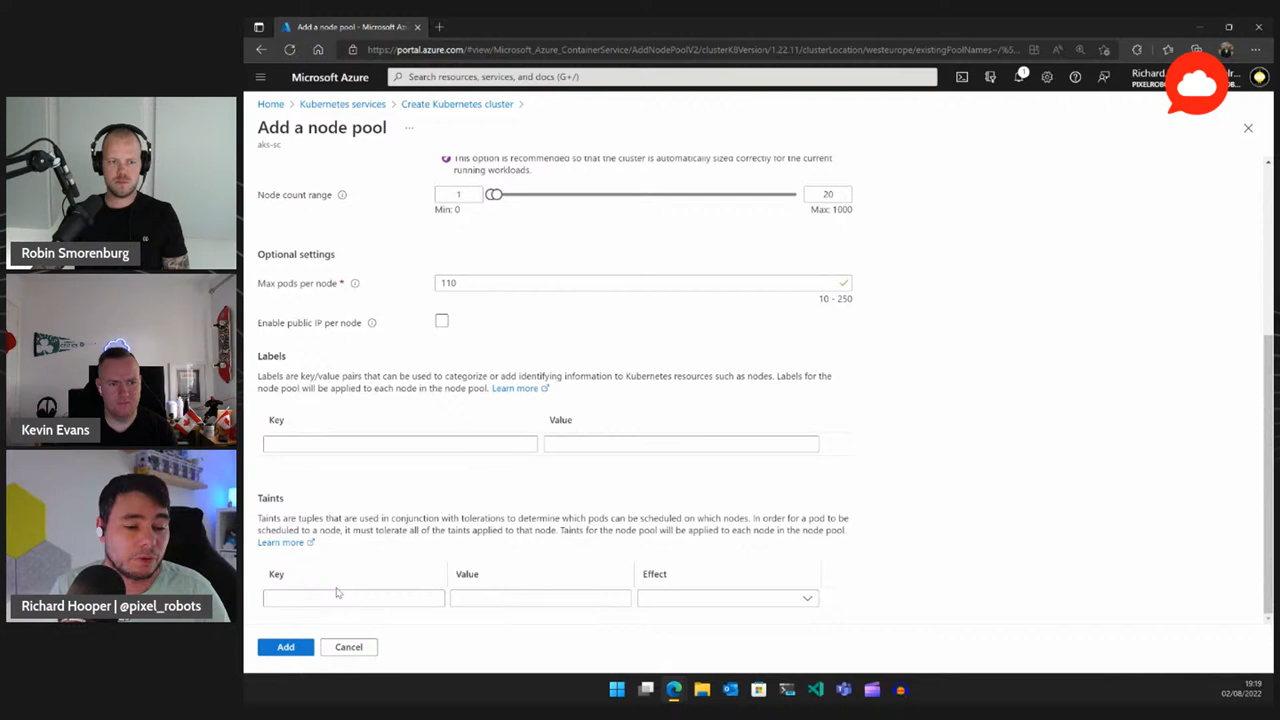 Add a node pool - Microsoft Az
https://portal.azure.com/#view/Microsoft_Azure_ContainerService/AddNodePoolV2/clusterK8Version/1.22.11/clusterLocation/westeurope/existingPoolNames~/%5...
Microsoft Azure
Search resources, services, and docs (G+/)
1
Richard.
PIXELROB
Home > Kubernetes services > Create Kubernetes cluster >
Add a node pool
...
aks-sc
This option is recommended so that the cluster is automatically sized correctly for the current
running workloads.
Node count range
1
20
Min: 0
Max: 1000
Optional settings
Max pods per node *
110
10 - 250
Enable public IP per node
Labels
Labels are key/value pairs that can be used to categorize or add identifying information to Kubernetes resources such as nodes. Labels for the
node pool will be applied to each node in the node pool. Learn more
Key
Value
Taints
Taints are tuples that are used in conjunction with tolerations to determine which pods can be scheduled on which nodes. In order for a pod to be
scheduled to a node, it must tolerate all of the taints applied to that node. Taints for the node pool will be applied to each node in the node pool.
Learn more
Key
Value
Effect
Add
Cancel
19:19
02/08/2022
Robin Smorenburg
Kevin Evans
Richard Hooper | @pixel_robots